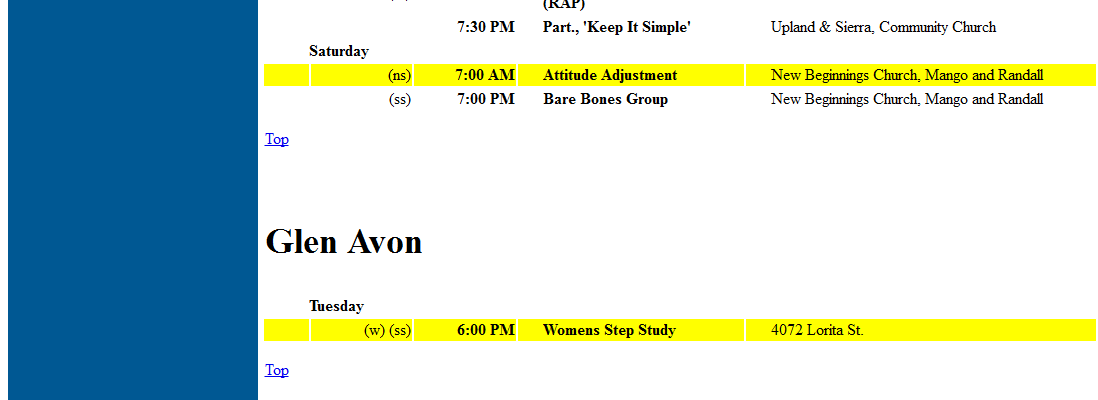 (RAP)
7:30 PM Part., 'Keep It Simple' Upland & Sierra, Community Church
Saturday
(ns) 7:00 AM Attitude Adjustment New Beginnings Church, Mango and Randall
(ss) 7:00 PM Bare Bones Group New Beginnings Church, Mango and Randall
Top
Glen Avon
Tuesday
(w) (ss) 6:00 PM Womens Step Study 4072 Lorita St.
Top